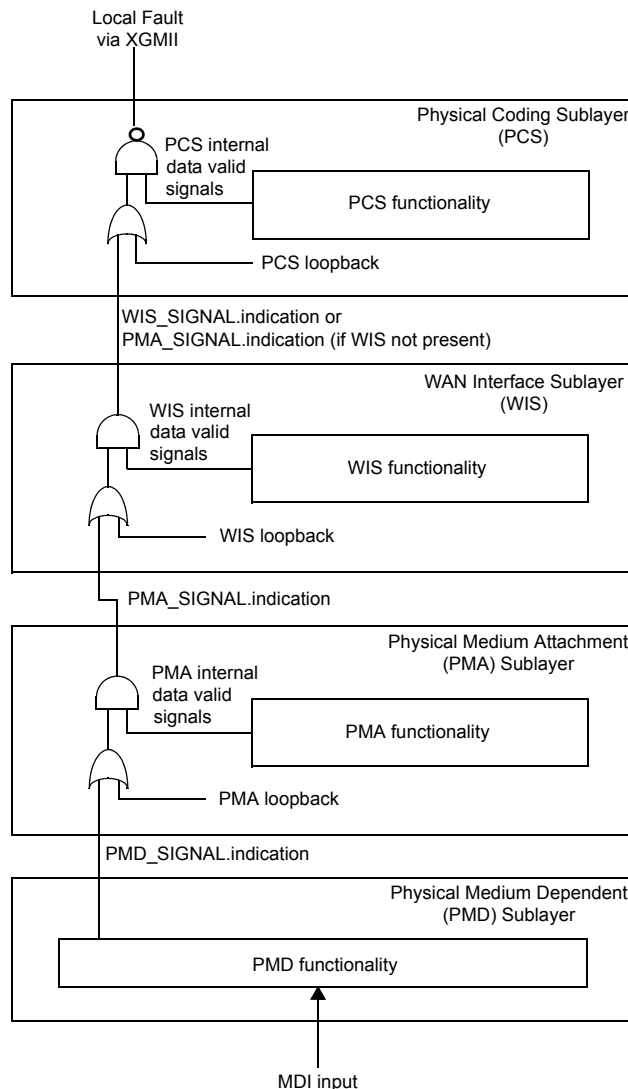 Local Fault
via XGMII
Physical Coding Sublayer
(PCS)
PCS internal
data valid
signals
PCS functionality
PCS loopback
WIS_SIGNAL.indication or
PMA_SIGNAL.indication (if WIS not present)
WAN Interface Sublayer
(WIS)
WIS internal
data valid
signals
WIS functionality
WIS loopback
PMA_SIGNAL.indication
Physical Medium Attachment
(PMA) Sublayer
PMA internal
data valid
signals
PMA functionality
PMA loopback
PMD_SIGNAL.indication
Physical Medium Dependent
(PMD) Sublayer
PMD functionality
MDI input